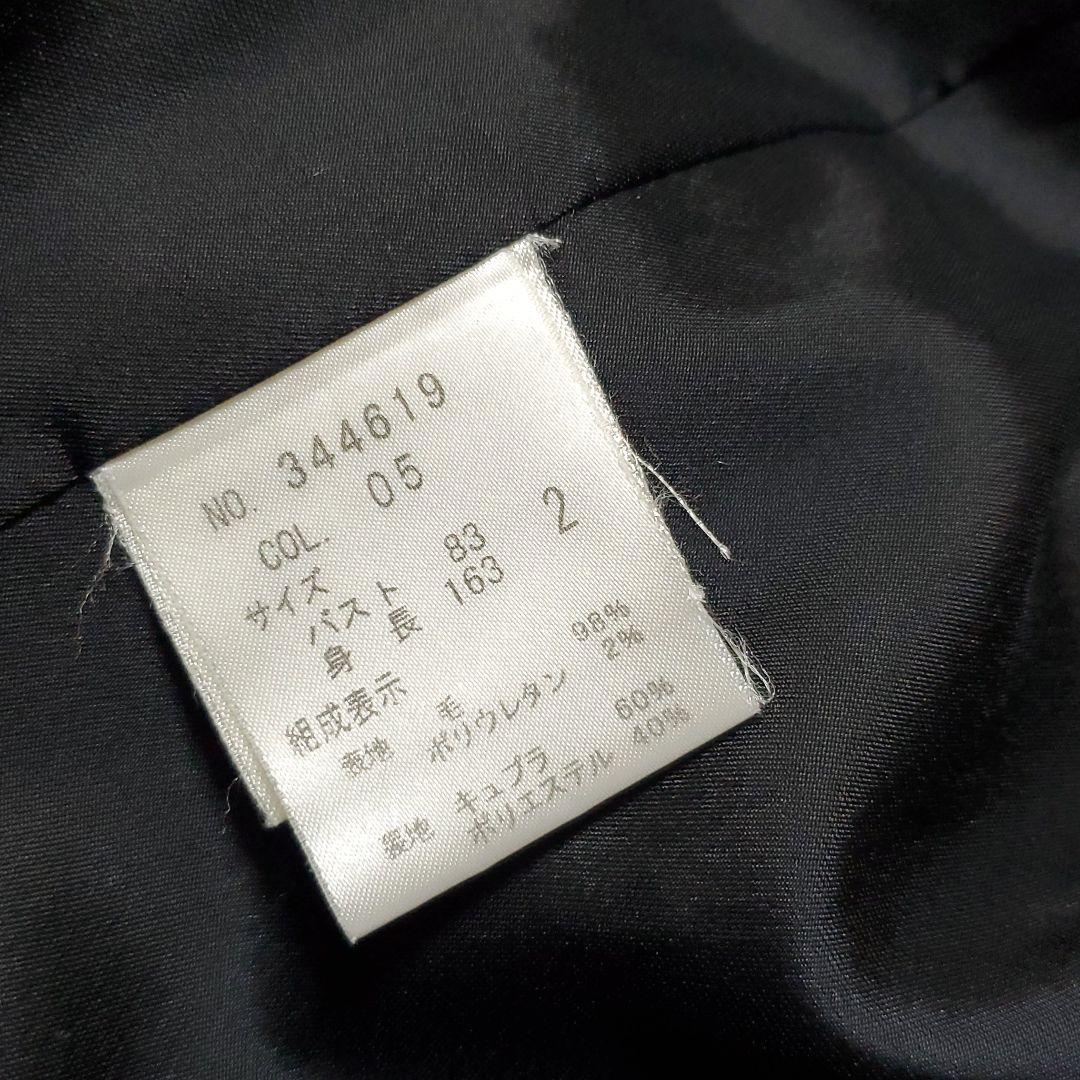 NO. 344619
COL. 05
サイズ 2
バスト 83
身長 163
組成表示
表地 毛 98%
ポリウレタン 2%
裏地 キュプラ 60%
ポリエステル 40%